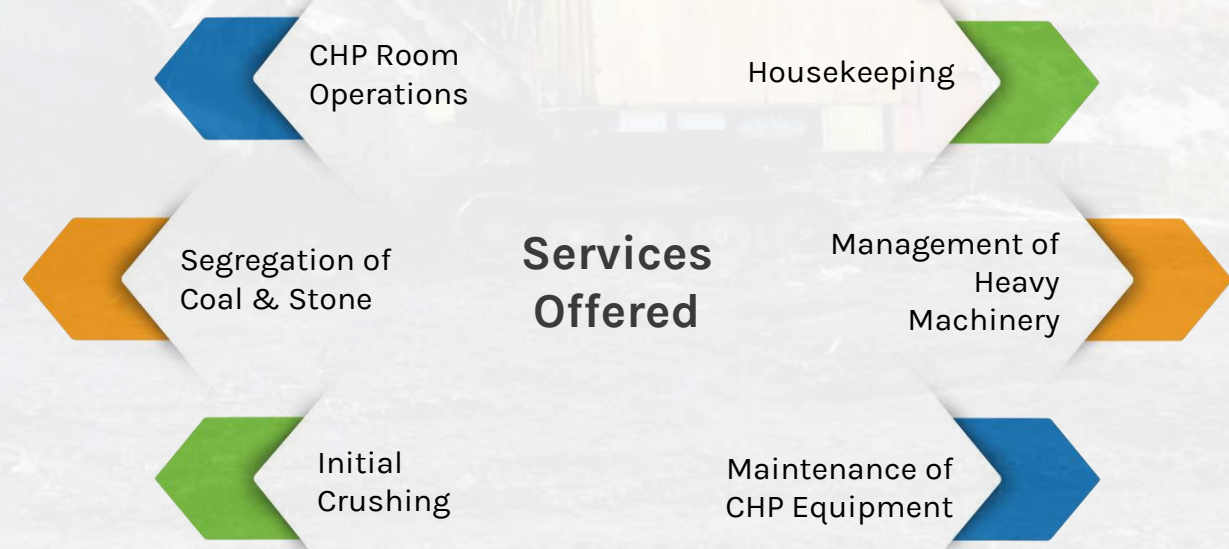 CHP Room
Operations
Housekeeping
Segregation of
Coal & Stone
Services
Offered
Management of
Heavy
Machinery
Initial
Crushing
Maintenance of
CHP Equipment